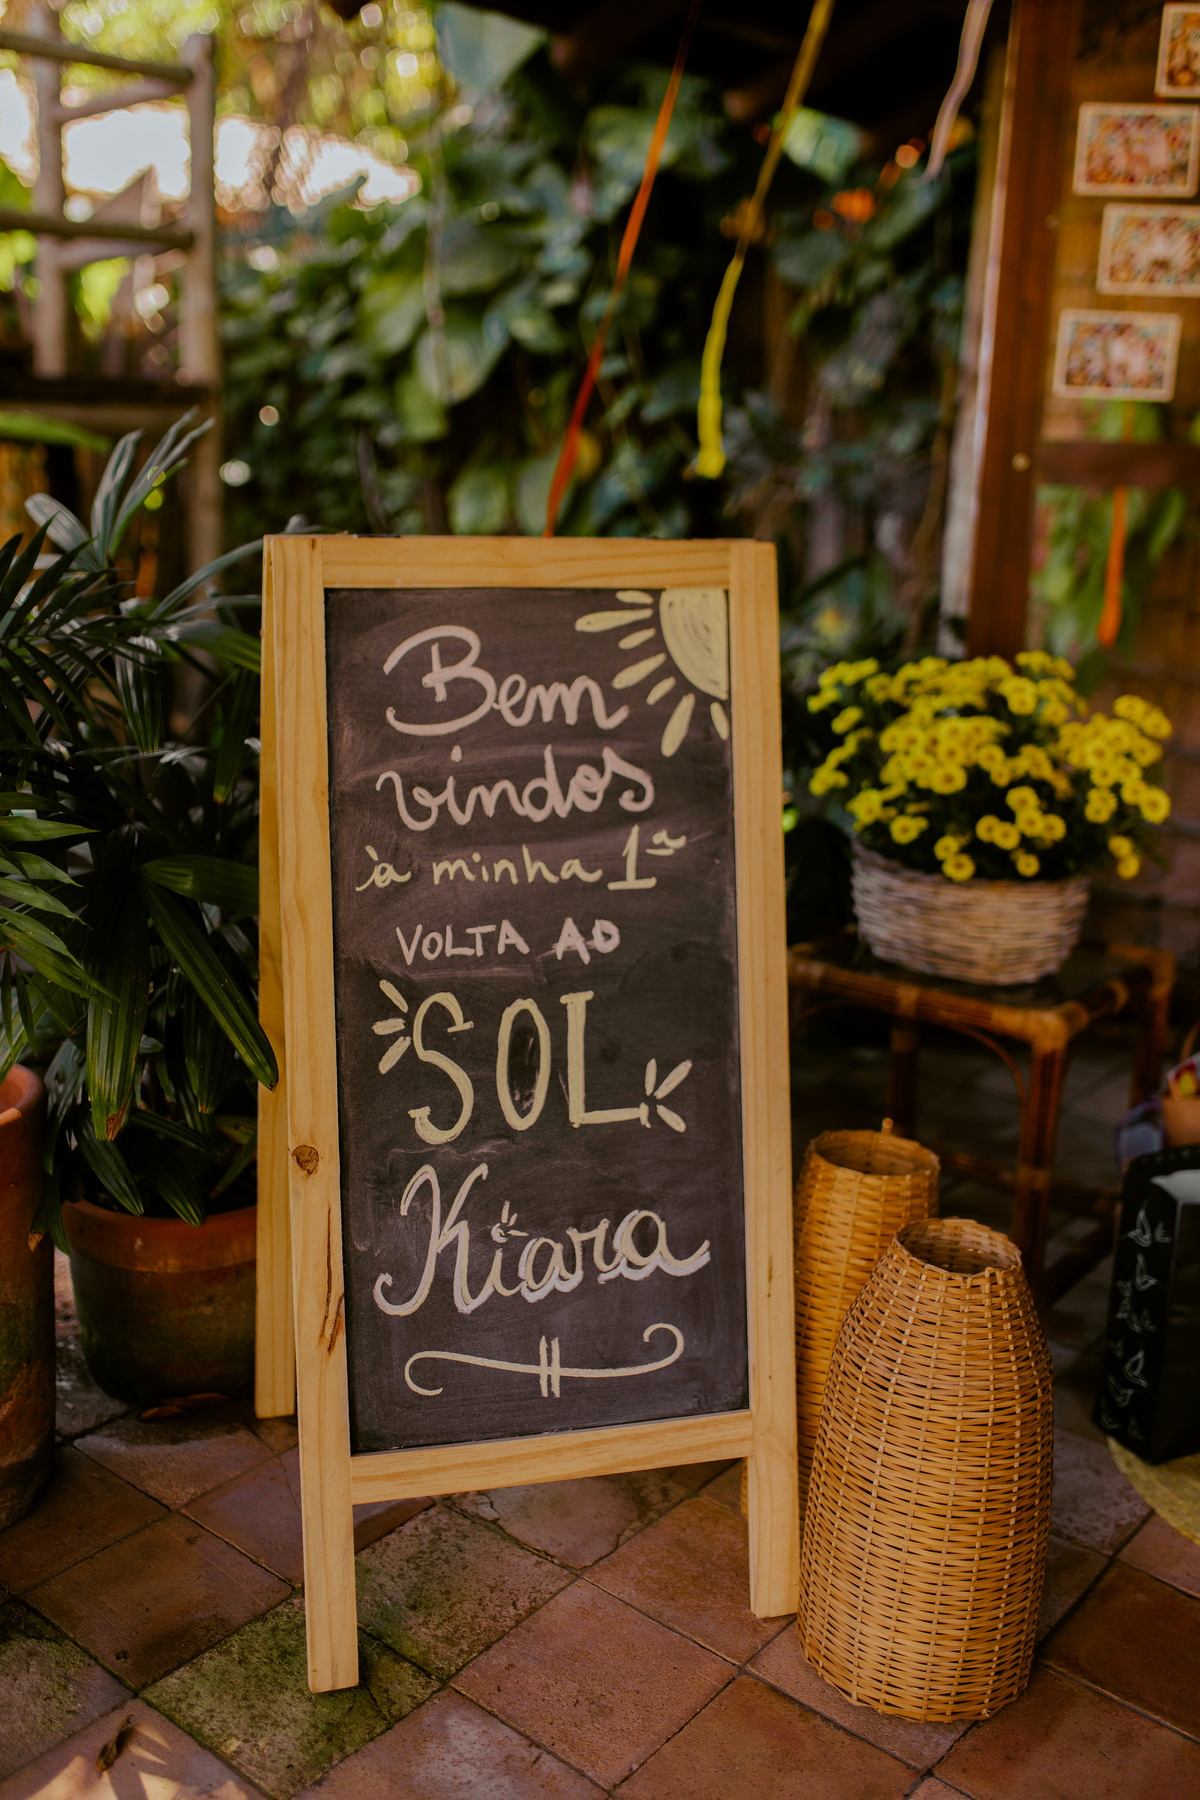 Bem
vindos
à minha 1ª
VOLTA AO
SOL
Kiara